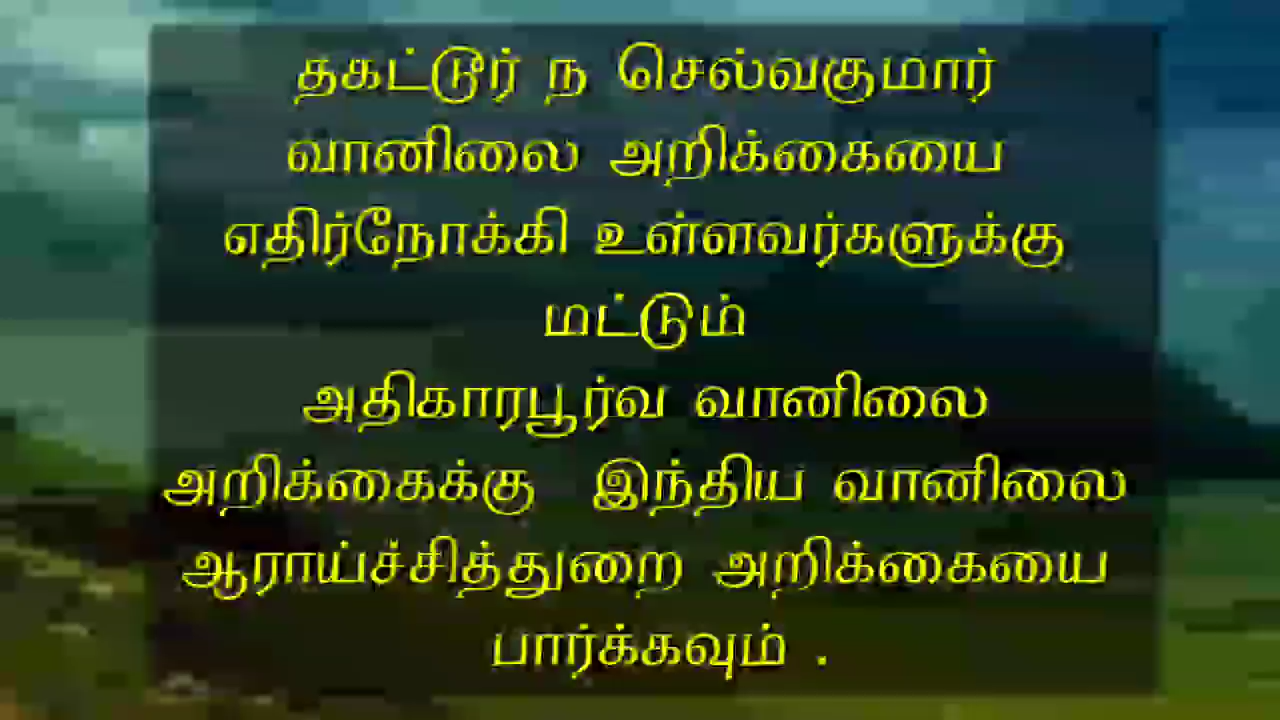 தகட்டூர் ந செல்வகுமார்
வானிலை அறிக்கையை
எதிர்நோக்கி உள்ளவர்களுக்கு
மட்டும்
அதிகாரபூர்வ வானிலை
அறிக்கைக்கு இந்திய வானிலை
ஆராய்ச்சித்துறை அறிக்கையை
பார்க்கவும் .